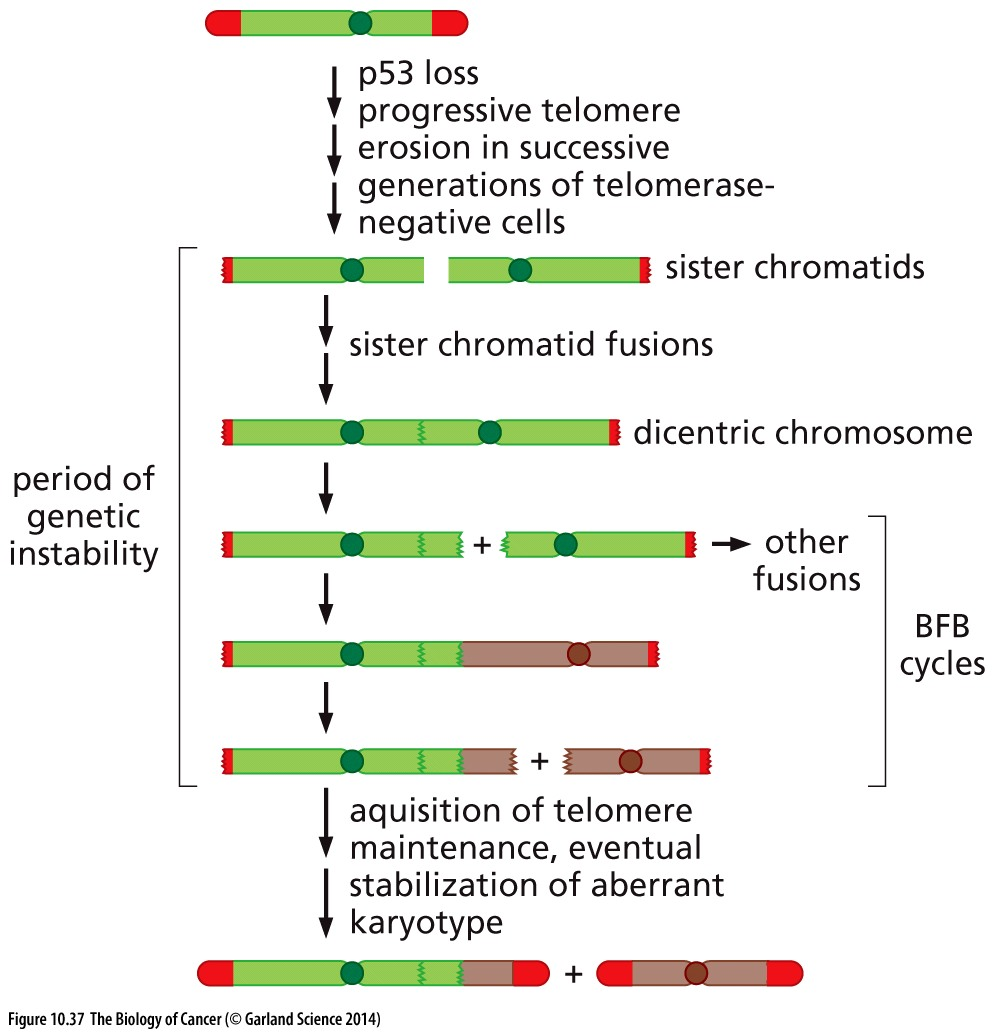 p53 loss
progressive telomere
erosion in successive
generations of telomerase-
negative cells
sister chromatids
sister chromatid fusions
dicentric chromosome
period of
genetic
instability
+
other
fusions
BFB
cycles
+
aquisition of telomere
maintenance, eventual
stabilization of aberrant
karyotype
+
Figure 10.37 The Biology of Cancer (© Garland Science 2014)